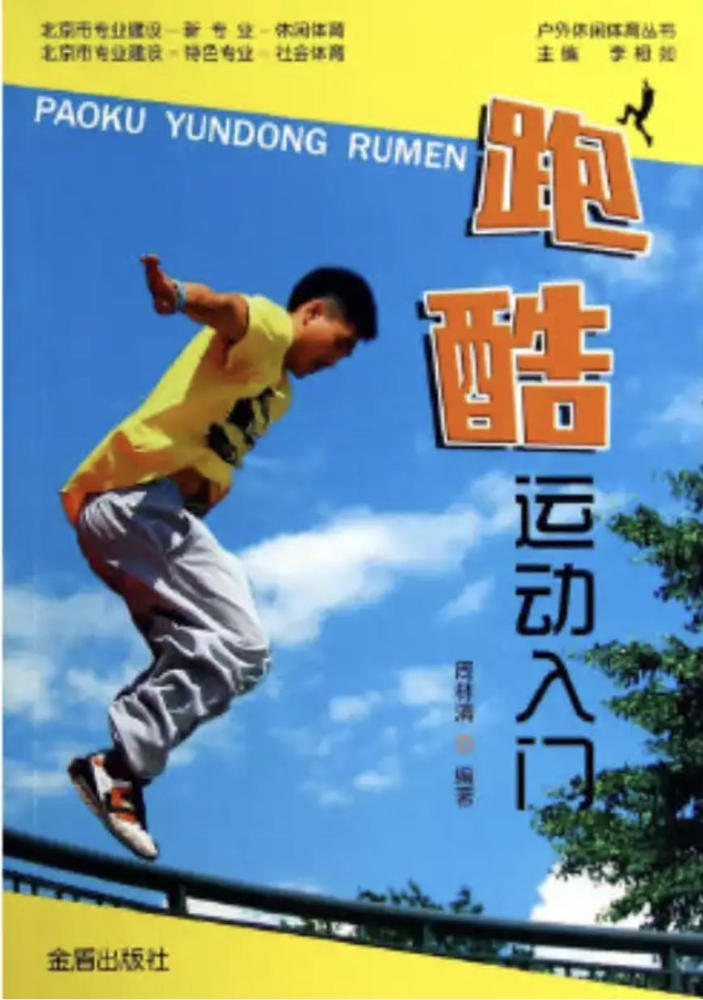 北京市专业建设－新 专 业－休闲体育
北京市专业建设－特色专业－社会体育
户外休闲体育丛书
主编 李相如
PAOKU YUNDONG RUMEN
跑酷
运动入门
周林清 编著
金盾出版社